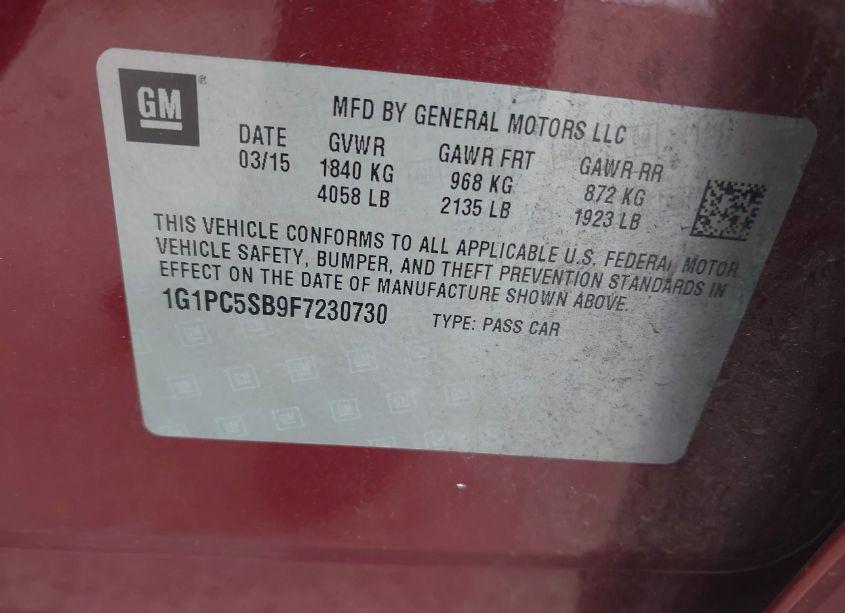 GM ®
MFD BY GENERAL MOTORS LLC
DATE GVWR GAWR FRT GAWR RR
03/15 1840 KG 968 KG 872 KG
4058 LB 2135 LB 1923 LB
THIS VEHICLE CONFORMS TO ALL APPLICABLE U.S. FEDERAL MOTOR
VEHICLE SAFETY, BUMPER, AND THEFT PREVENTION STANDARDS IN
EFFECT ON THE DATE OF MANUFACTURE SHOWN ABOVE.
1G1PC5SB9F7230730 TYPE: PASS CAR